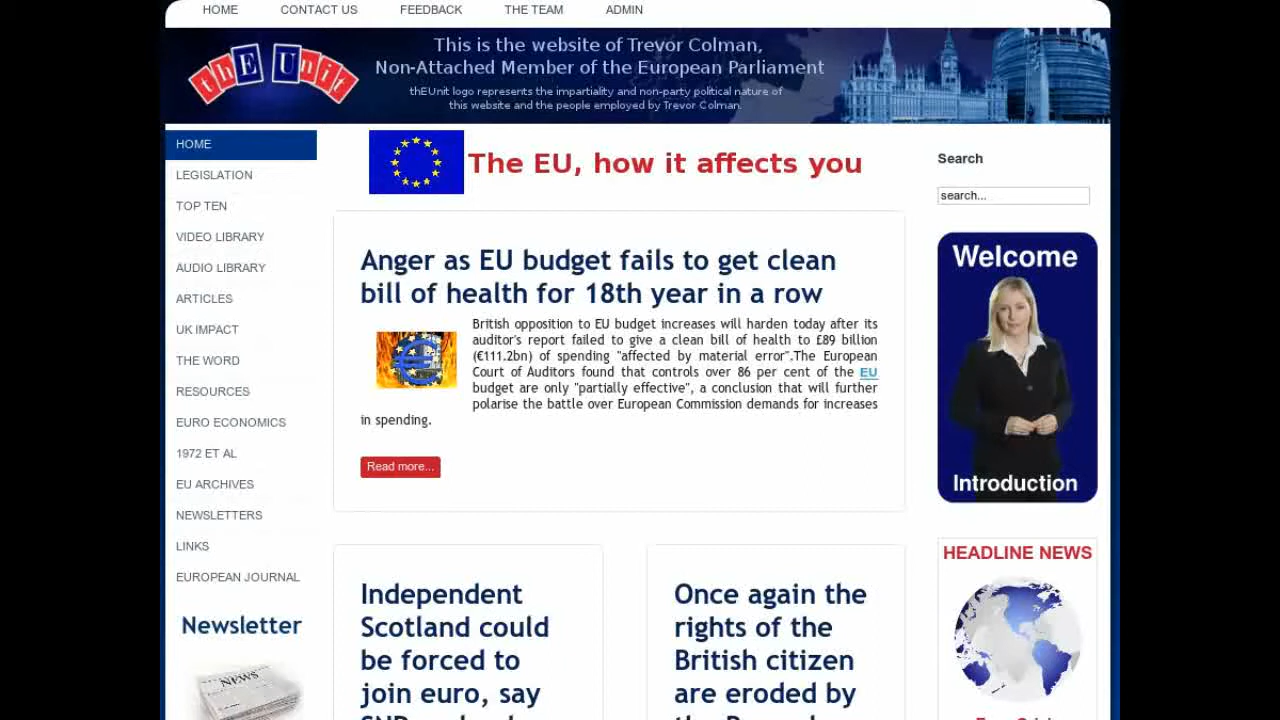 HOME CONTACT US FEEDBACK THE TEAM ADMIN
thEUnit
This is the website of Trevor Colman,
Non-Attached Member of the European Parliament
thEUnit logo represents the impartiality and non-party political nature of
this website and the people employed by Trevor Colman.
HOME
LEGISLATION
TOP TEN
VIDEO LIBRARY
AUDIO LIBRARY
ARTICLES
UK IMPACT
THE WORD
RESOURCES
EURO ECONOMICS
1972 ET AL
EU ARCHIVES
NEWSLETTERS
LINKS
EUROPEAN JOURNAL
Newsletter
NEWS
The EU, how it affects you
Anger as EU budget fails to get clean
bill of health for 18th year in a row
British opposition to EU budget increases will harden today after its
auditor's report failed to give a clean bill of health to £89 billion
(€111.2bn) of spending "affected by material error".The European
Court of Auditors found that controls over 86 per cent of the EU
budget are only "partially effective", a conclusion that will further
polarise the battle over European Commission demands for increases
in spending.
Read more...
Independent
Scotland could
be forced to
join euro, say
Once again the
rights of the
British citizen
are eroded by
Search
search...
Welcome
Introduction
HEADLINE NEWS